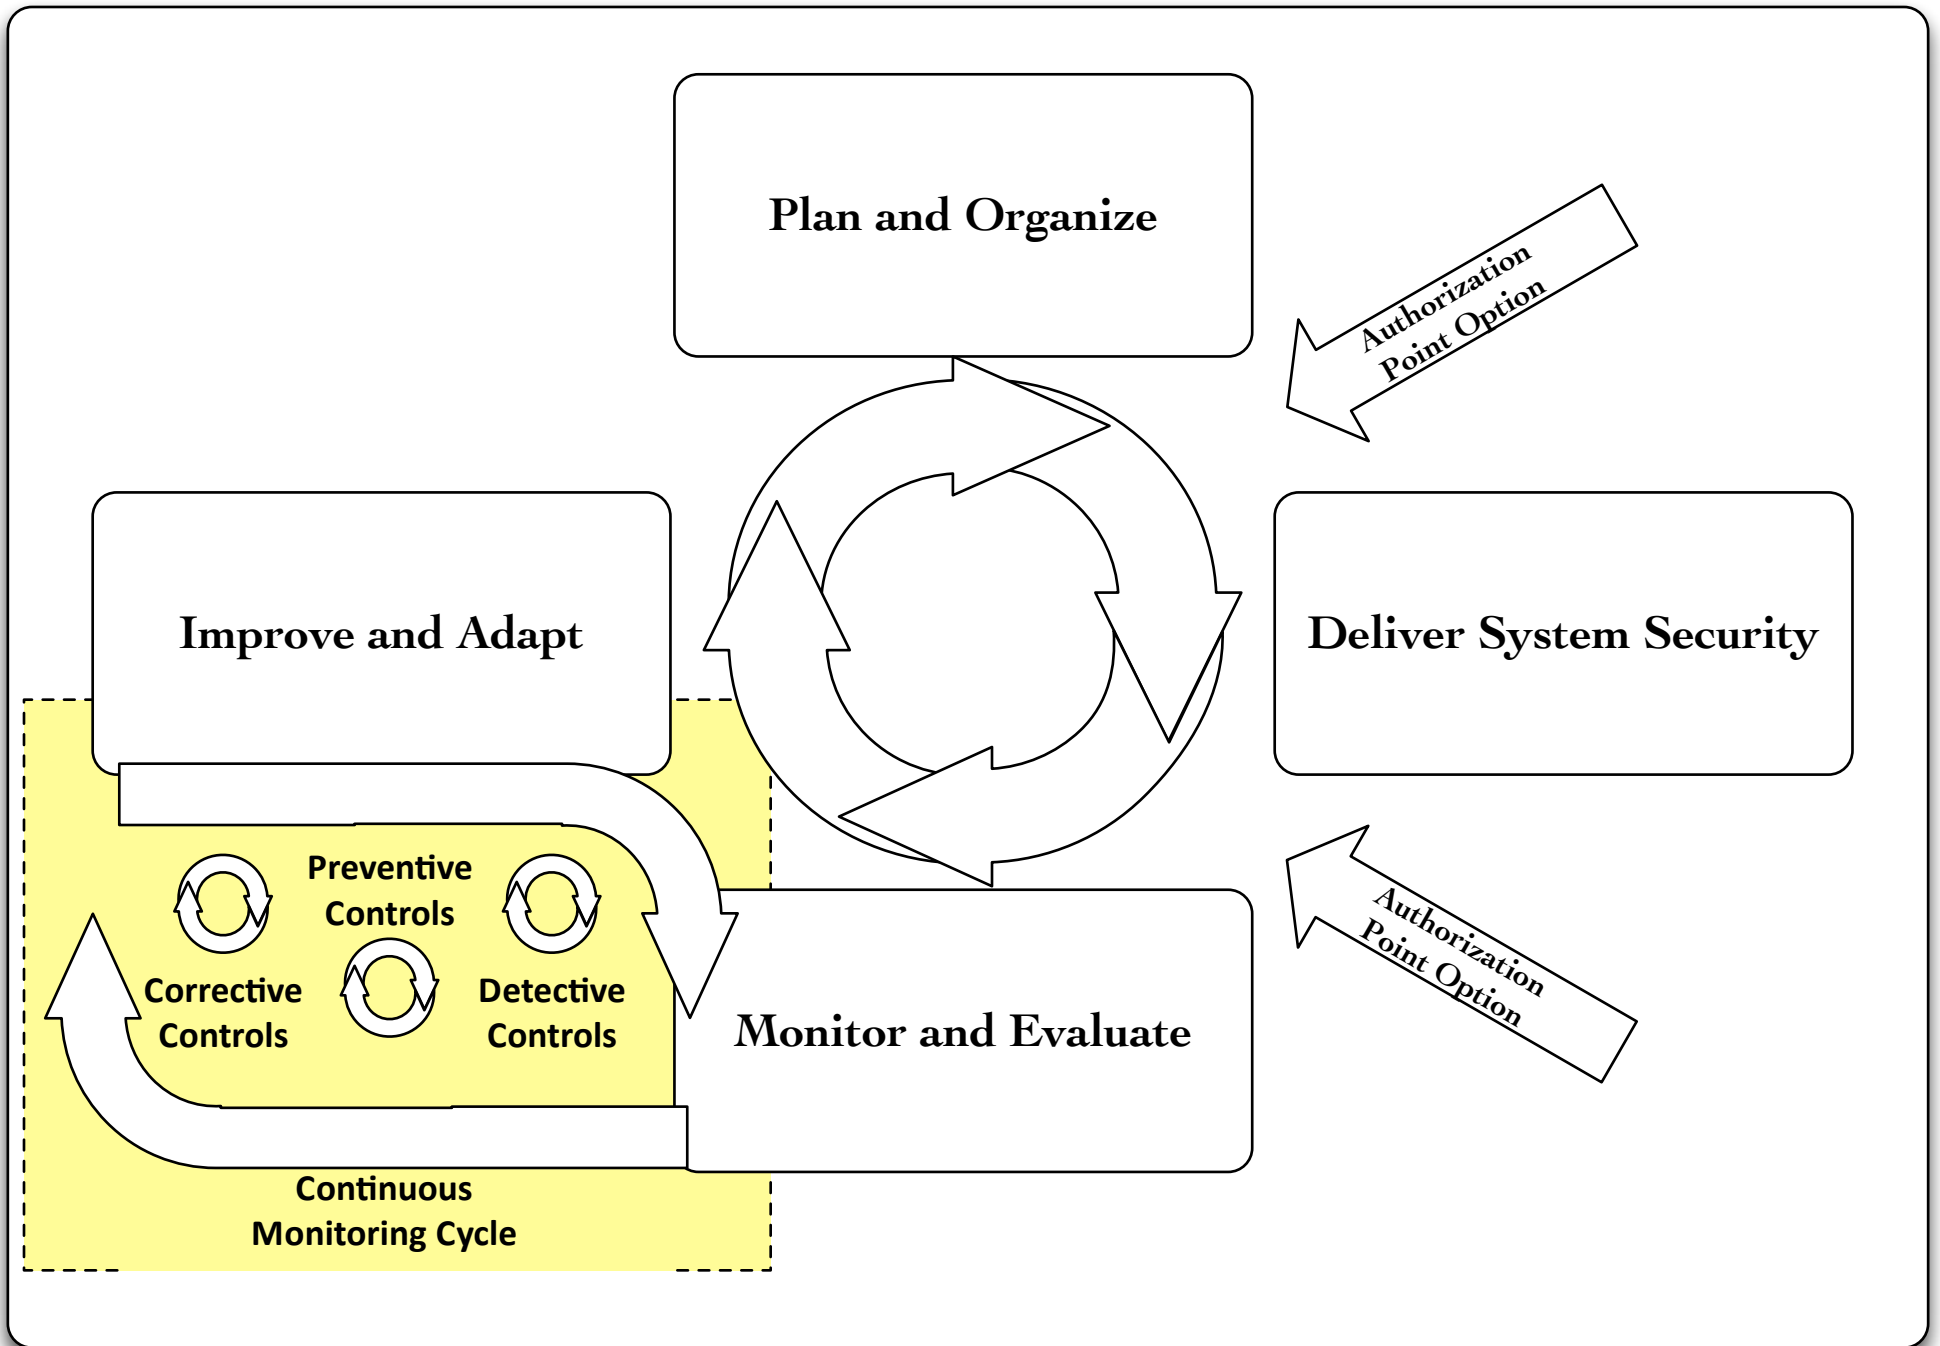 Plan and Organize
Authorization
Point Option
Improve and Adapt
Deliver System Security
Preventive
Controls
Corrective
Controls
Detective
Controls
Monitor and Evaluate
Authorization
Point Option
Continuous
Monitoring Cycle